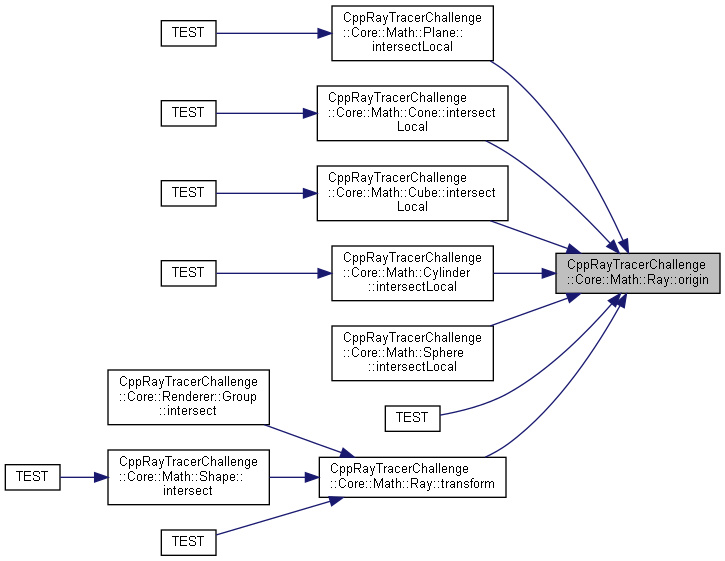 TEST
CppRayTracerChallenge
::Core::Math::Plane::
intersectLocal
TEST
CppRayTracerChallenge
::Core::Math::Cone::intersect
Local
TEST
CppRayTracerChallenge
::Core::Math::Cube::intersect
Local
TEST
CppRayTracerChallenge
::Core::Math::Cylinder
::intersectLocal
CppRayTracerChallenge
::Core::Math::Ray::origin
CppRayTracerChallenge
::Core::Math::Sphere
::intersectLocal
CppRayTracerChallenge
::Core::Renderer::Group
::intersect
TEST
TEST
CppRayTracerChallenge
::Core::Math::Shape::
intersect
CppRayTracerChallenge
::Core::Math::Ray::transform
TEST